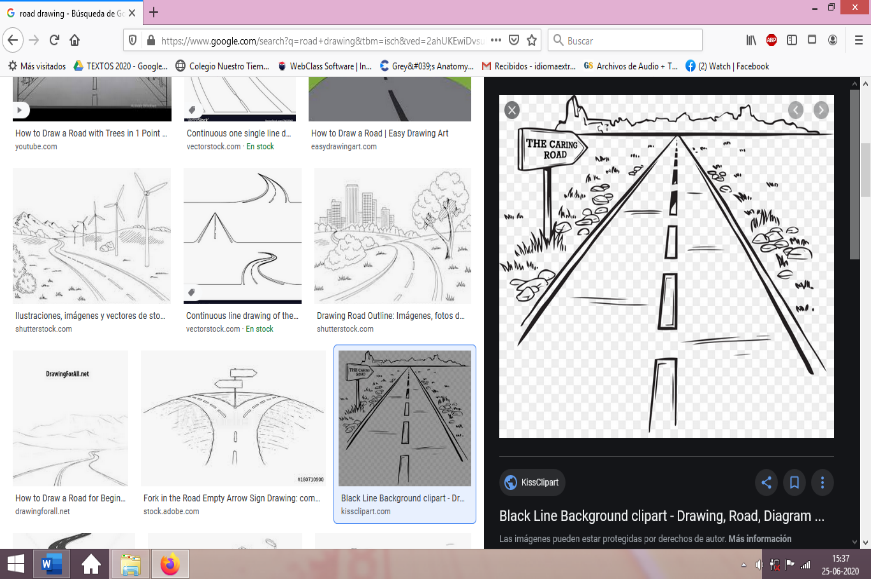 road drawing - Búsqueda de Go
https://www.google.com/search?q=road+drawing&tbm=isch&ved=2ahUKEwiDvsu
Buscar
Más visitados
TEXTOS 2020 - Google...
Colegio Nuestro Tiem...
WebClass Software | In...
Grey&#039;s Anatomy...
Recibidos - idiomaextr...
GS Archivos de Audio + T...
(2) Watch | Facebook
How to Draw a Road with Trees in 1 Point ...
youtube.com
Continuous one single line d...
vectorstock.com · En stock
How to Draw a Road | Easy Drawing Art
easydrawingart.com
Ilustraciones, imágenes y vectores de sto...
shutterstock.com
Continuous line drawing of the...
vectorstock.com · En stock
Drawing Road Outline: Imágenes, fotos d...
shutterstock.com
DrawingForAll.net
#180710900
THE CARING
ROAD
How to Draw a Road for Begin...
drawingforall.net
Fork in the Road Empty Arrow Sign Drawing: com...
stock.adobe.com
Black Line Background clipart - Dr...
kissclipart.com
THE CARING
ROAD
KissClipart
Black Line Background clipart - Drawing, Road, Diagram ...
Las imágenes pueden estar protegidas por derechos de autor. Más información
15:37
25-06-2020